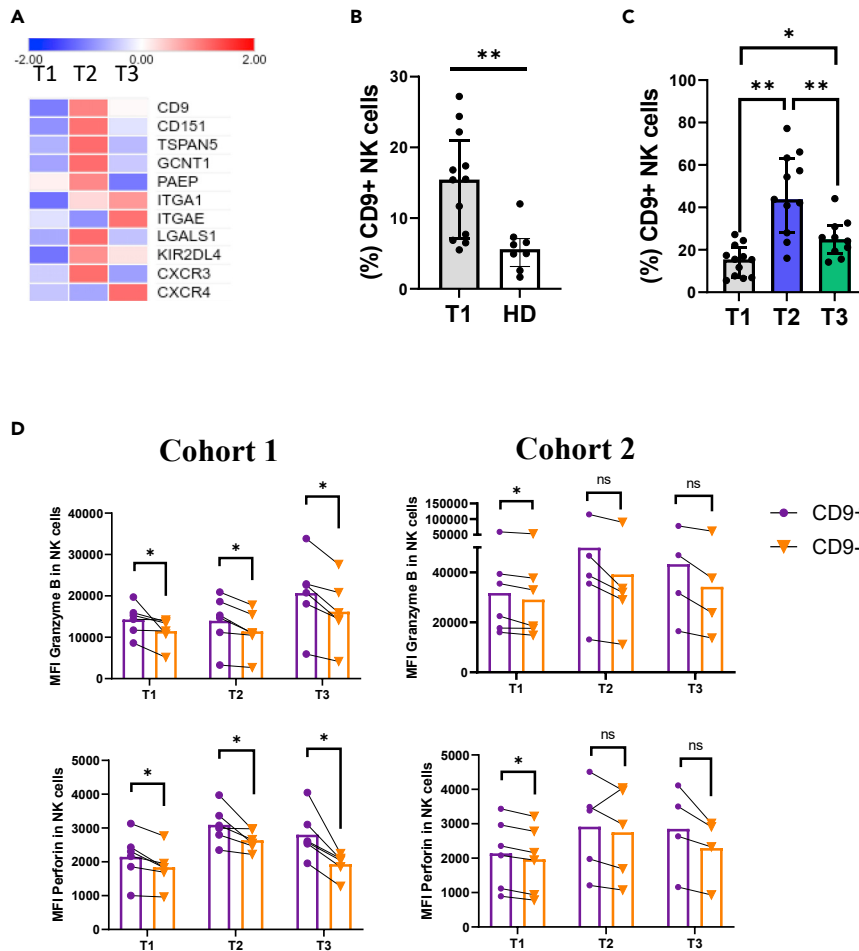 A
-2.00 0.00 2.00
T1 T2 T3
CD9
CD151
TSPAN5
GCNT1
PAEP
ITGA1
ITGAE
LGALS1
KIR2DL4
CXCR3
CXCR4
B
(%) CD9+ NK cells
30
20
10
0
**
T1 HD
C
(%) CD9+ NK cells
100
80
60
40
20
0
*
** **
T1 T2 T3
D
Cohort 1
MFI Granzyme B in NK cells
40000
30000
20000
10000
0
* * *
T1 T2 T3
Cohort 2
MFI Granzyme B in NK cells
150000
100000
50000
40000
20000
0
* ns ns
T1 T2 T3
CD9+
CD9-
MFI Perforin in NK cells
5000
4000
3000
2000
1000
0
* * *
T1 T2 T3
MFI Perforin in NK cells
5000
4000
3000
2000
1000
0
* ns ns
T1 T2 T3